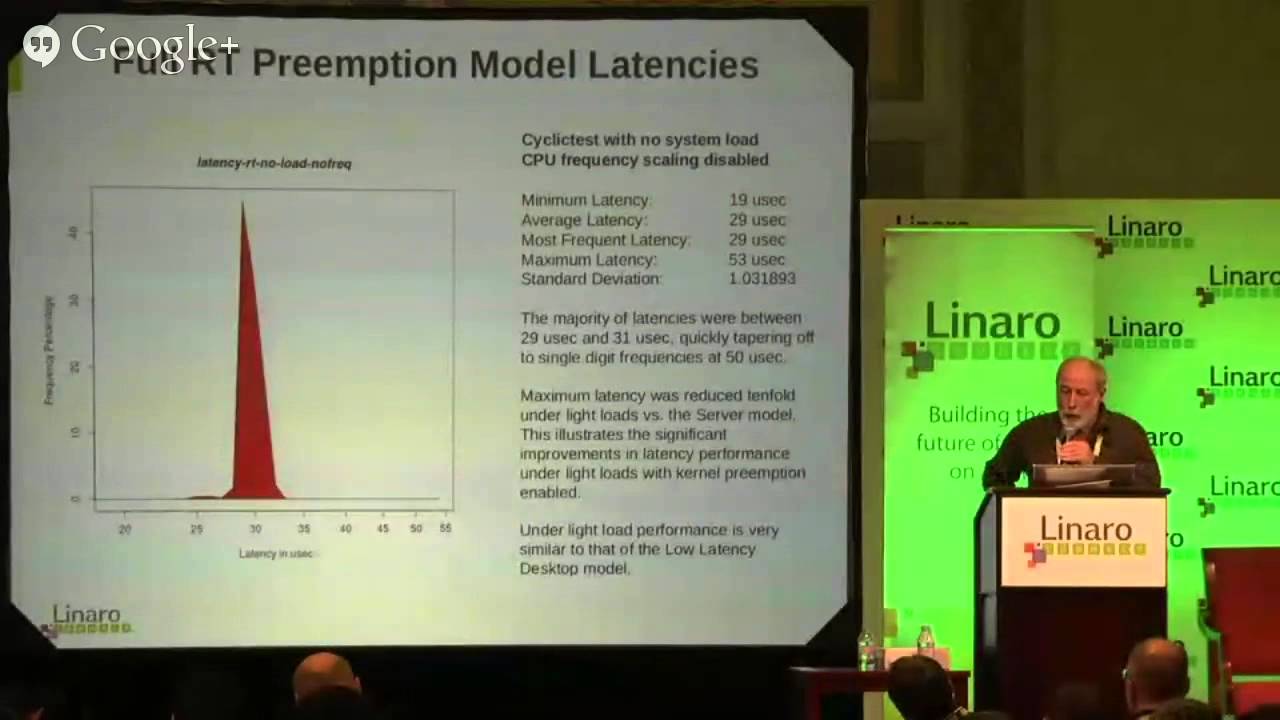 Google+
Full RT Preemption Model Latencies
latency-rt-no-load-nofreq
40
30
20
10
0
Frequency Percentage
20 25 30 35 40 45 50 55
Latency in usec
Cyclictest with no system load
CPU frequency scaling disabled
Minimum Latency: 19 usec
Average Latency: 29 usec
Most Frequent Latency: 29 usec
Maximum Latency: 53 usec
Standard Deviation: 1.031893
The majority of latencies were between
29 usec and 31 usec, quickly tapering off
to single digit frequencies at 50 usec.
Maximum latency was reduced tenfold
under light loads vs. the Server model.
This illustrates the significant
improvements in latency performance
under light loads with kernel preemption
enabled.
Under light load performance is very
similar to that of the Low Latency
Desktop model.
Linaro
CONNECT
Linaro
Linaro
CONNECT
Linaro
Linaro
CONNECT
Building the
future of
on
Linaro
CONNECT
Linaro
Linaro
Linaro
CONNECT